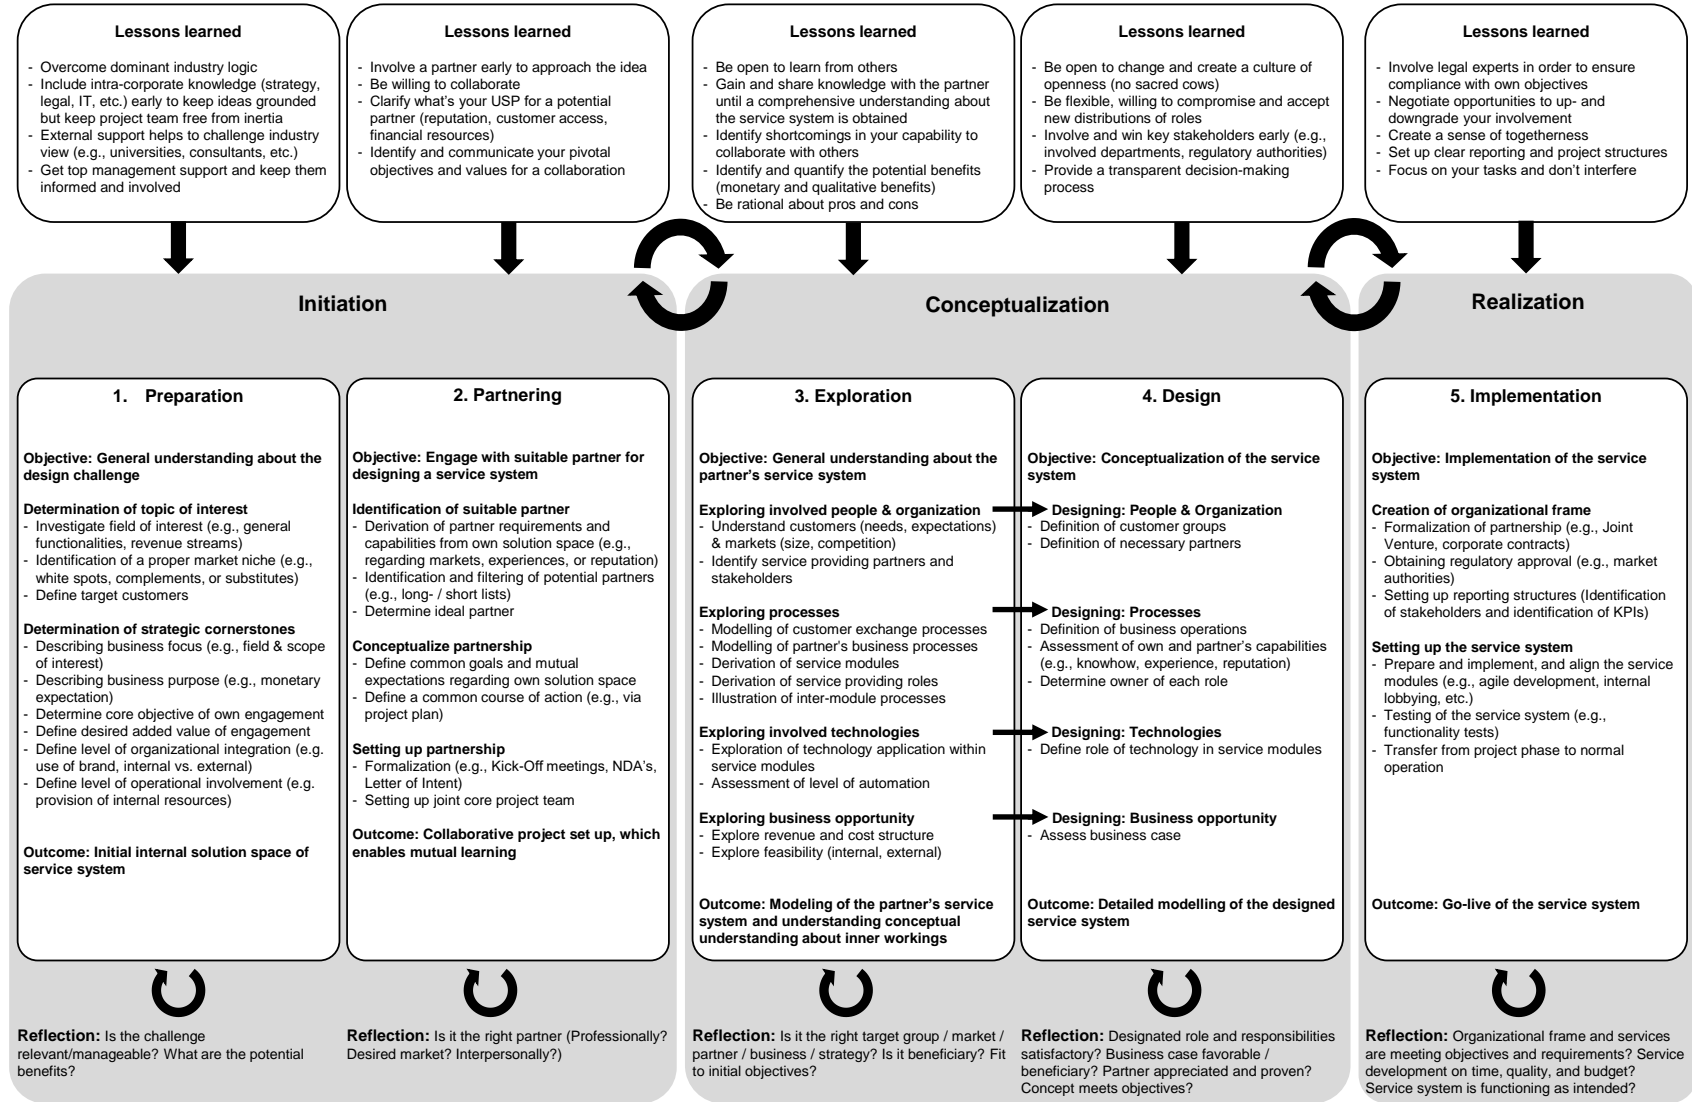 Lessons learned
- Overcome dominant industry logic
- Include intra-corporate knowledge (strategy,
legal, IT, etc.) early to keep ideas grounded
but keep project team free from inertia
- External support helps to challenge industry
view (e.g., universities, consultants, etc.)
- Get top management support and keep them
informed and involved
Lessons learned
- Involve a partner early to approach the idea
- Be willing to collaborate
- Clarify what's your USP for a potential
partner (reputation, customer access,
financial resources)
- Identify and communicate your pivotal
objectives and values for a collaboration
Lessons learned
- Be open to learn from others
- Gain and share knowledge with the partner
until a comprehensive understanding about
the service system is obtained
- Identify shortcomings in your capability to
collaborate with others
- Identify and quantify the potential benefits
(monetary and qualitative benefits)
- Be rational about pros and cons
Lessons learned
- Be open to change and create a culture of
openness (no sacred cows)
- Be flexible, willing to compromise and accept
new distributions of roles
- Involve and win key stakeholders early (e.g.,
involved departments, regulatory authorities)
- Provide a transparent decision-making
process
Lessons learned
- Involve legal experts in order to ensure
compliance with own objectives
- Negotiate opportunities to up- and
downgrade your involvement
- Create a sense of togetherness
- Set up clear reporting and project structures
- Focus on your tasks and don't interfere
Initiation
Conceptualization
Realization
1. Preparation
Objective: General understanding about the
design challenge
Determination of topic of interest
- Investigate field of interest (e.g., general
functionalities, revenue streams)
- Identification of a proper market niche (e.g.,
white spots, complements, or substitutes)
- Define target customers
Determination of strategic cornerstones
- Describing business focus (e.g., field & scope
of interest)
- Describing business purpose (e.g., monetary
expectation)
- Determine core objective of own engagement
- Define desired added value of engagement
- Define level of organizational integration (e.g.
use of brand, internal vs. external)
- Define level of operational involvement (e.g.
provision of internal resources)
Outcome: Initial internal solution space of
service system
2. Partnering
Objective: Engage with suitable partner for
designing a service system
Identification of suitable partner
- Derivation of partner requirements and
capabilities from own solution space (e.g.,
regarding markets, experiences, or reputation)
- Identification and filtering of potential partners
(e.g., long- / short lists)
- Determine ideal partner
Conceptualize partnership
- Define common goals and mutual
expectations regarding own solution space
- Define a common course of action (e.g., via
project plan)
Setting up partnership
- Formalization (e.g., Kick-Off meetings, NDA's,
Letter of Intent)
- Setting up joint core project team
Outcome: Collaborative project set up, which
enables mutual learning
3. Exploration
Objective: General understanding about the
partner's service system
Exploring involved people & organization
- Understand customers (needs, expectations)
& markets (size, competition)
- Identify service providing partners and
stakeholders
Exploring processes
- Modelling of customer exchange processes
- Modelling of partner's business processes
- Derivation of service modules
- Derivation of service providing roles
- Illustration of inter-module processes
Exploring involved technologies
- Exploration of technology application within
service modules
- Assessment of level of automation
Exploring business opportunity
- Explore revenue and cost structure
- Explore feasibility (internal, external)
Outcome: Modeling of the partner's service
system and understanding conceptual
understanding about inner workings
4. Design
Objective: Conceptualization of the service
system
Designing: People & Organization
- Definition of customer groups
- Definition of necessary partners
Designing: Processes
- Definition of business operations
- Assessment of own and partner's capabilities
(e.g., knowhow, experience, reputation)
- Determine owner of each role
Designing: Technologies
- Define role of technology in service modules
Designing: Business opportunity
- Assess business case
Outcome: Detailed modelling of the designed
service system
5. Implementation
Objective: Implementation of the service
system
Creation of organizational frame
- Formalization of partnership (e.g., Joint
Venture, corporate contracts)
- Obtaining regulatory approval (e.g., market
authorities)
- Setting up reporting structures (Identification
of stakeholders and identification of KPIs)
Setting up the service system
- Prepare and implement, and align the service
modules (e.g., agile development, internal
lobbying, etc.)
- Testing of the service system (e.g.,
functionality tests)
- Transfer from project phase to normal
operation
Outcome: Go-live of the service system
Reflection: Is the challenge
relevant/manageable? What are the potential
benefits?
Reflection: Is it the right partner (Professionally?
Desired market? Interpersonally?)
Reflection: Is it the right target group / market /
partner / business / strategy? Is it beneficiary? Fit
to initial objectives?
Reflection: Designated role and responsibilities
satisfactory? Business case favorable /
beneficiary? Partner appreciated and proven?
Concept meets objectives?
Reflection: Organizational frame and services
are meeting objectives and requirements? Service
development on time, quality, and budget?
Service system is functioning as intended?